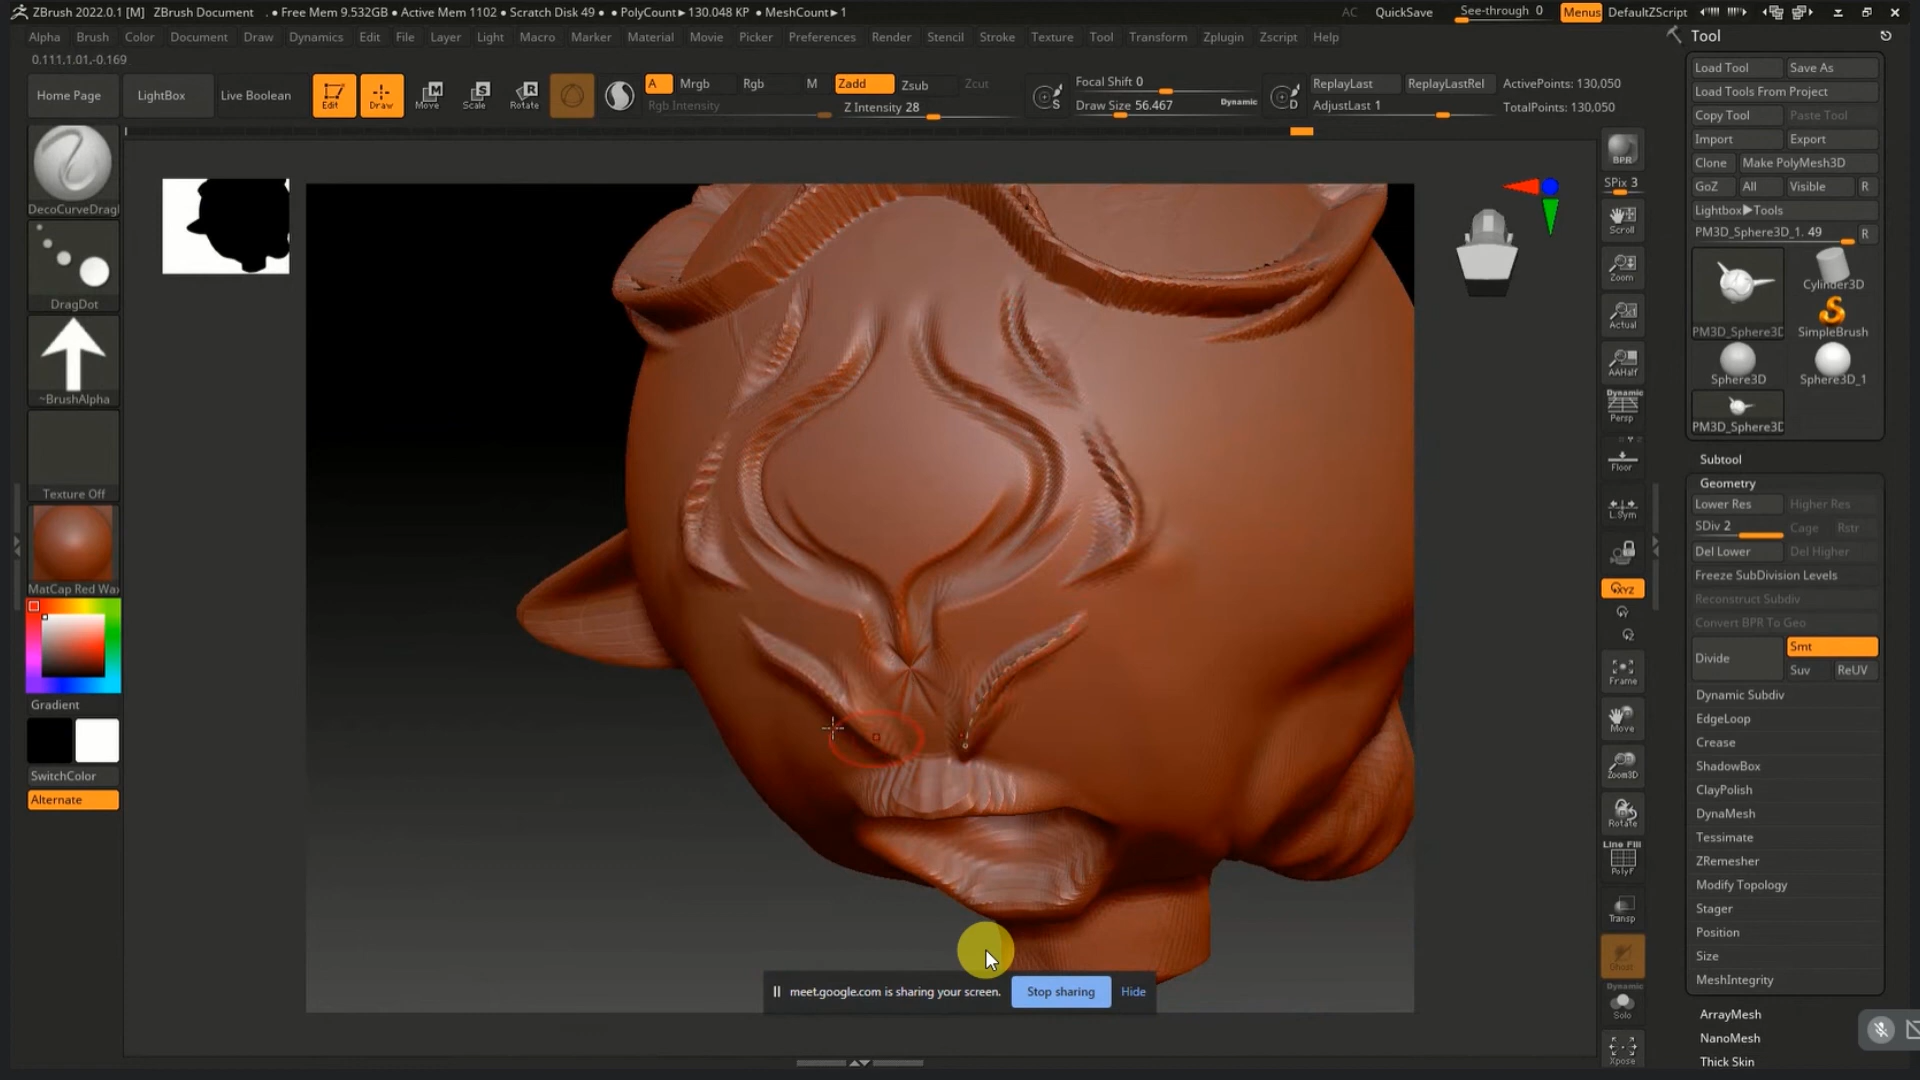 ZBrush 2022.0.1 [M] ZBrush Document . • Free Mem 9.532GB • Active Mem 1102 • Scratch Disk 49 • • PolyCount► 130.048 KP • MeshCount► 1 AC QuickSave See-through 0 Menus DefaultZScript
Alpha Brush Color Document Draw Dynamics Edit File Layer Light Macro Marker Material Movie Picker Preferences Render Stencil Stroke Texture Tool Transform Zplugin Zscript Help
Tool
0.111,1.01,-0.169
Load Tool Save As
Home Page LightBox Live Boolean Edit Draw Move Scale Rotate
A Mrgb Rgb M Zadd Zsub Zcut
Rgb Intensity Z Intensity 28
Focal Shift 0
Draw Size 56.467 Dynamic
ReplayLast ReplayLastRel ActivePoints: 130,050
AdjustLast 1 TotalPoints: 130,050
Load Tools From Project
Copy Tool Paste Tool
Import Export
Clone Make PolyMesh3D
GoZ All Visible R
Lightbox►Tools
PM3D_Sphere3D_1. 49 R
PM3D_Sphere3D
Cylinder3D
SimpleBrush
Sphere3D Sphere3D_1
PM3D_Sphere3D
Subtool
Geometry
Lower Res Higher Res
SDiv 2 Cage Rstr
Del Lower Del Higher
Freeze SubDivision Levels
Reconstruct Subdiv
Convert BPR To Geo
Divide Smt
Suv ReUV
Dynamic Subdiv
EdgeLoop
Crease
ShadowBox
ClayPolish
DynaMesh
Tessimate
ZRemesher
Modify Topology
Stager
Position
Size
MeshIntegrity
ArrayMesh
NanoMesh
Thick Skin
DecoCurveDragI
DragDot
~BrushAlpha
Texture Off
MatCap Red Wax
Gradient
SwitchColor
Alternate
BPR
SPix 3
Scroll
Zoom
Actual
AAHalf
Dynamic
Persp
Floor
L.Sym
XYZ
Frame
Move
Zoom3D
Rotate
Line Fill
PolyF
Transp
Ghost
Dynamic
Solo
Xpose
meet.google.com is sharing your screen. Stop sharing Hide